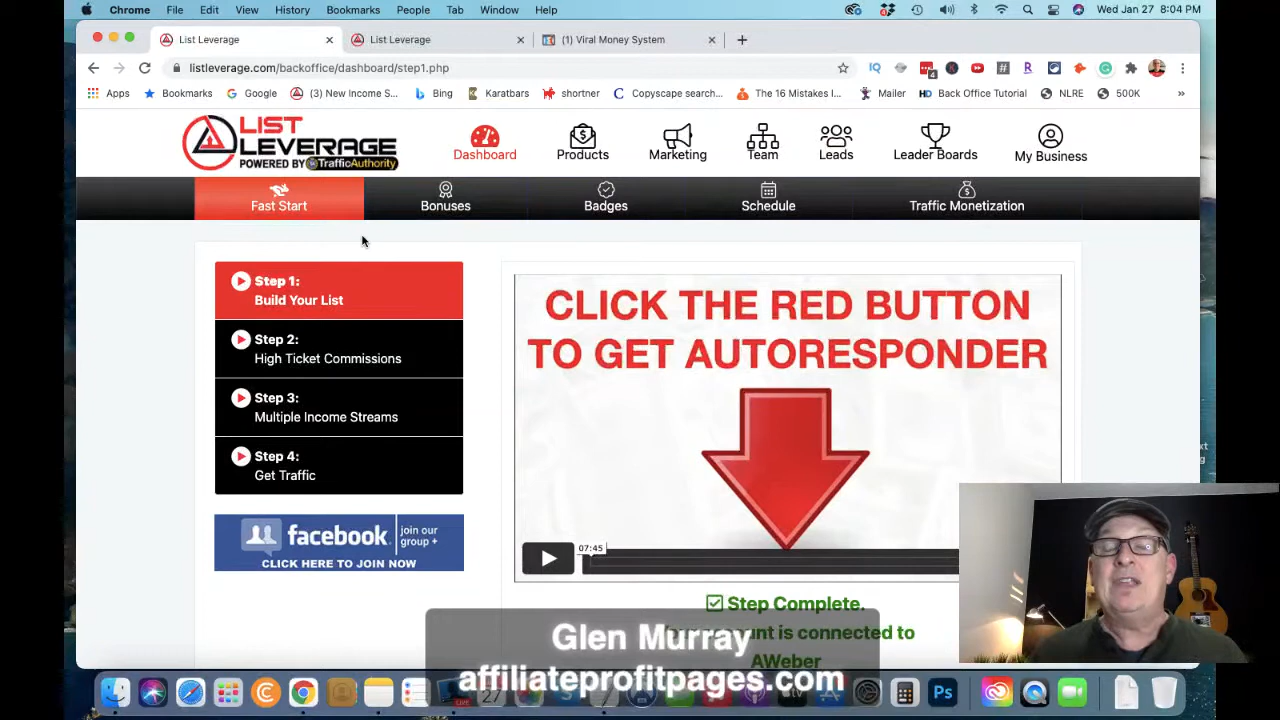 Chrome File Edit View History Bookmarks People Tab Window Help Wed Jan 27 8:04 PM
List Leverage List Leverage (1) Viral Money System
listleverage.com/backoffice/dashboard/step1.php
Apps Bookmarks Google (3) New Income S... Bing Karatbars shortner Copyscape search... The 16 Mistakes I... Mailer Back Office Tutorial NLRE 500K »
LIST
LEVERAGE
POWERED BY TrafficAuthority
Dashboard Products Marketing Team Leads Leader Boards My Business
Fast Start Bonuses Badges Schedule Traffic Monetization
Step 1:
Build Your List
Step 2:
High Ticket Commissions
Step 3:
Multiple Income Streams
Step 4:
Get Traffic
facebook. join our
group +
CLICK HERE TO JOIN NOW
CLICK THE RED BUTTON
TO GET AUTORESPONDER
07:45
Step Complete.
is connected to
AWeber
Glen Murray
affiliateprofitpages.com